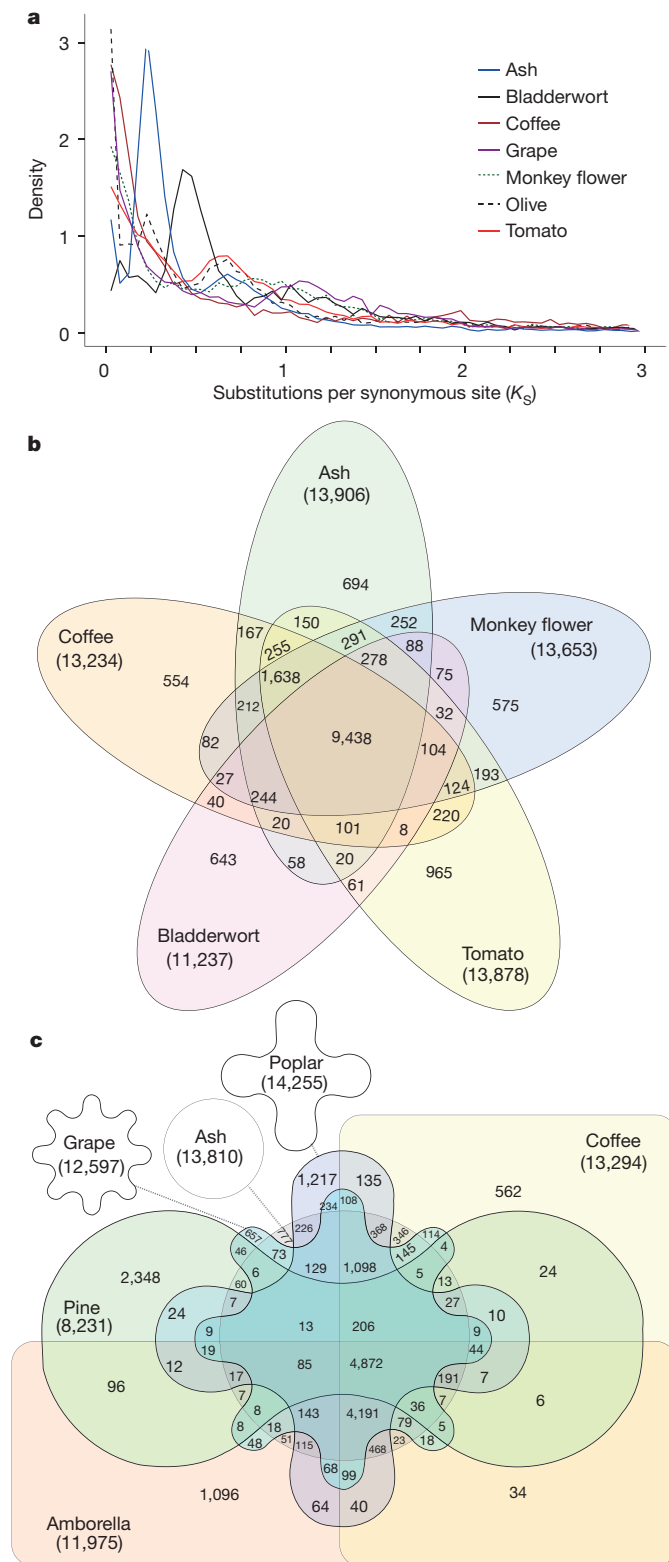 a
3
2
1
0
Density
Ash
Bladderwort
Coffee
Grape
Monkey flower
Olive
Tomato
0 1 2 3
Substitutions per synonymous site (K_S)
b
Ash
(13,906)
694
Coffee
(13,234)
Monkey flower
(13,653)
167 150 252
255 291 88
554 1,638 278 75
212 32 575
82 9,438 104
27 193
40 244 124
20 101 8 220
643 58 20 965
61
Bladderwort
(11,237)
Tomato
(13,878)
c
Poplar
(14,255)
Grape
(12,597)
Ash
(13,810)
Coffee
(13,294)
1,217 135 562
234 108
657 777 226 368 346 114
46 73 145 4
2,348 6 129 1,098 5 24
60 13
Pine
(8,231)
24 7 27 10
9 13 206 9
19 44
12 85 4,872 7
96 17 191 6
7 7
8 143 4,191 36
8 18 79 5
48 51 115 468 23 18
68 99
1,096 34
64 40
Amborella
(11,975)